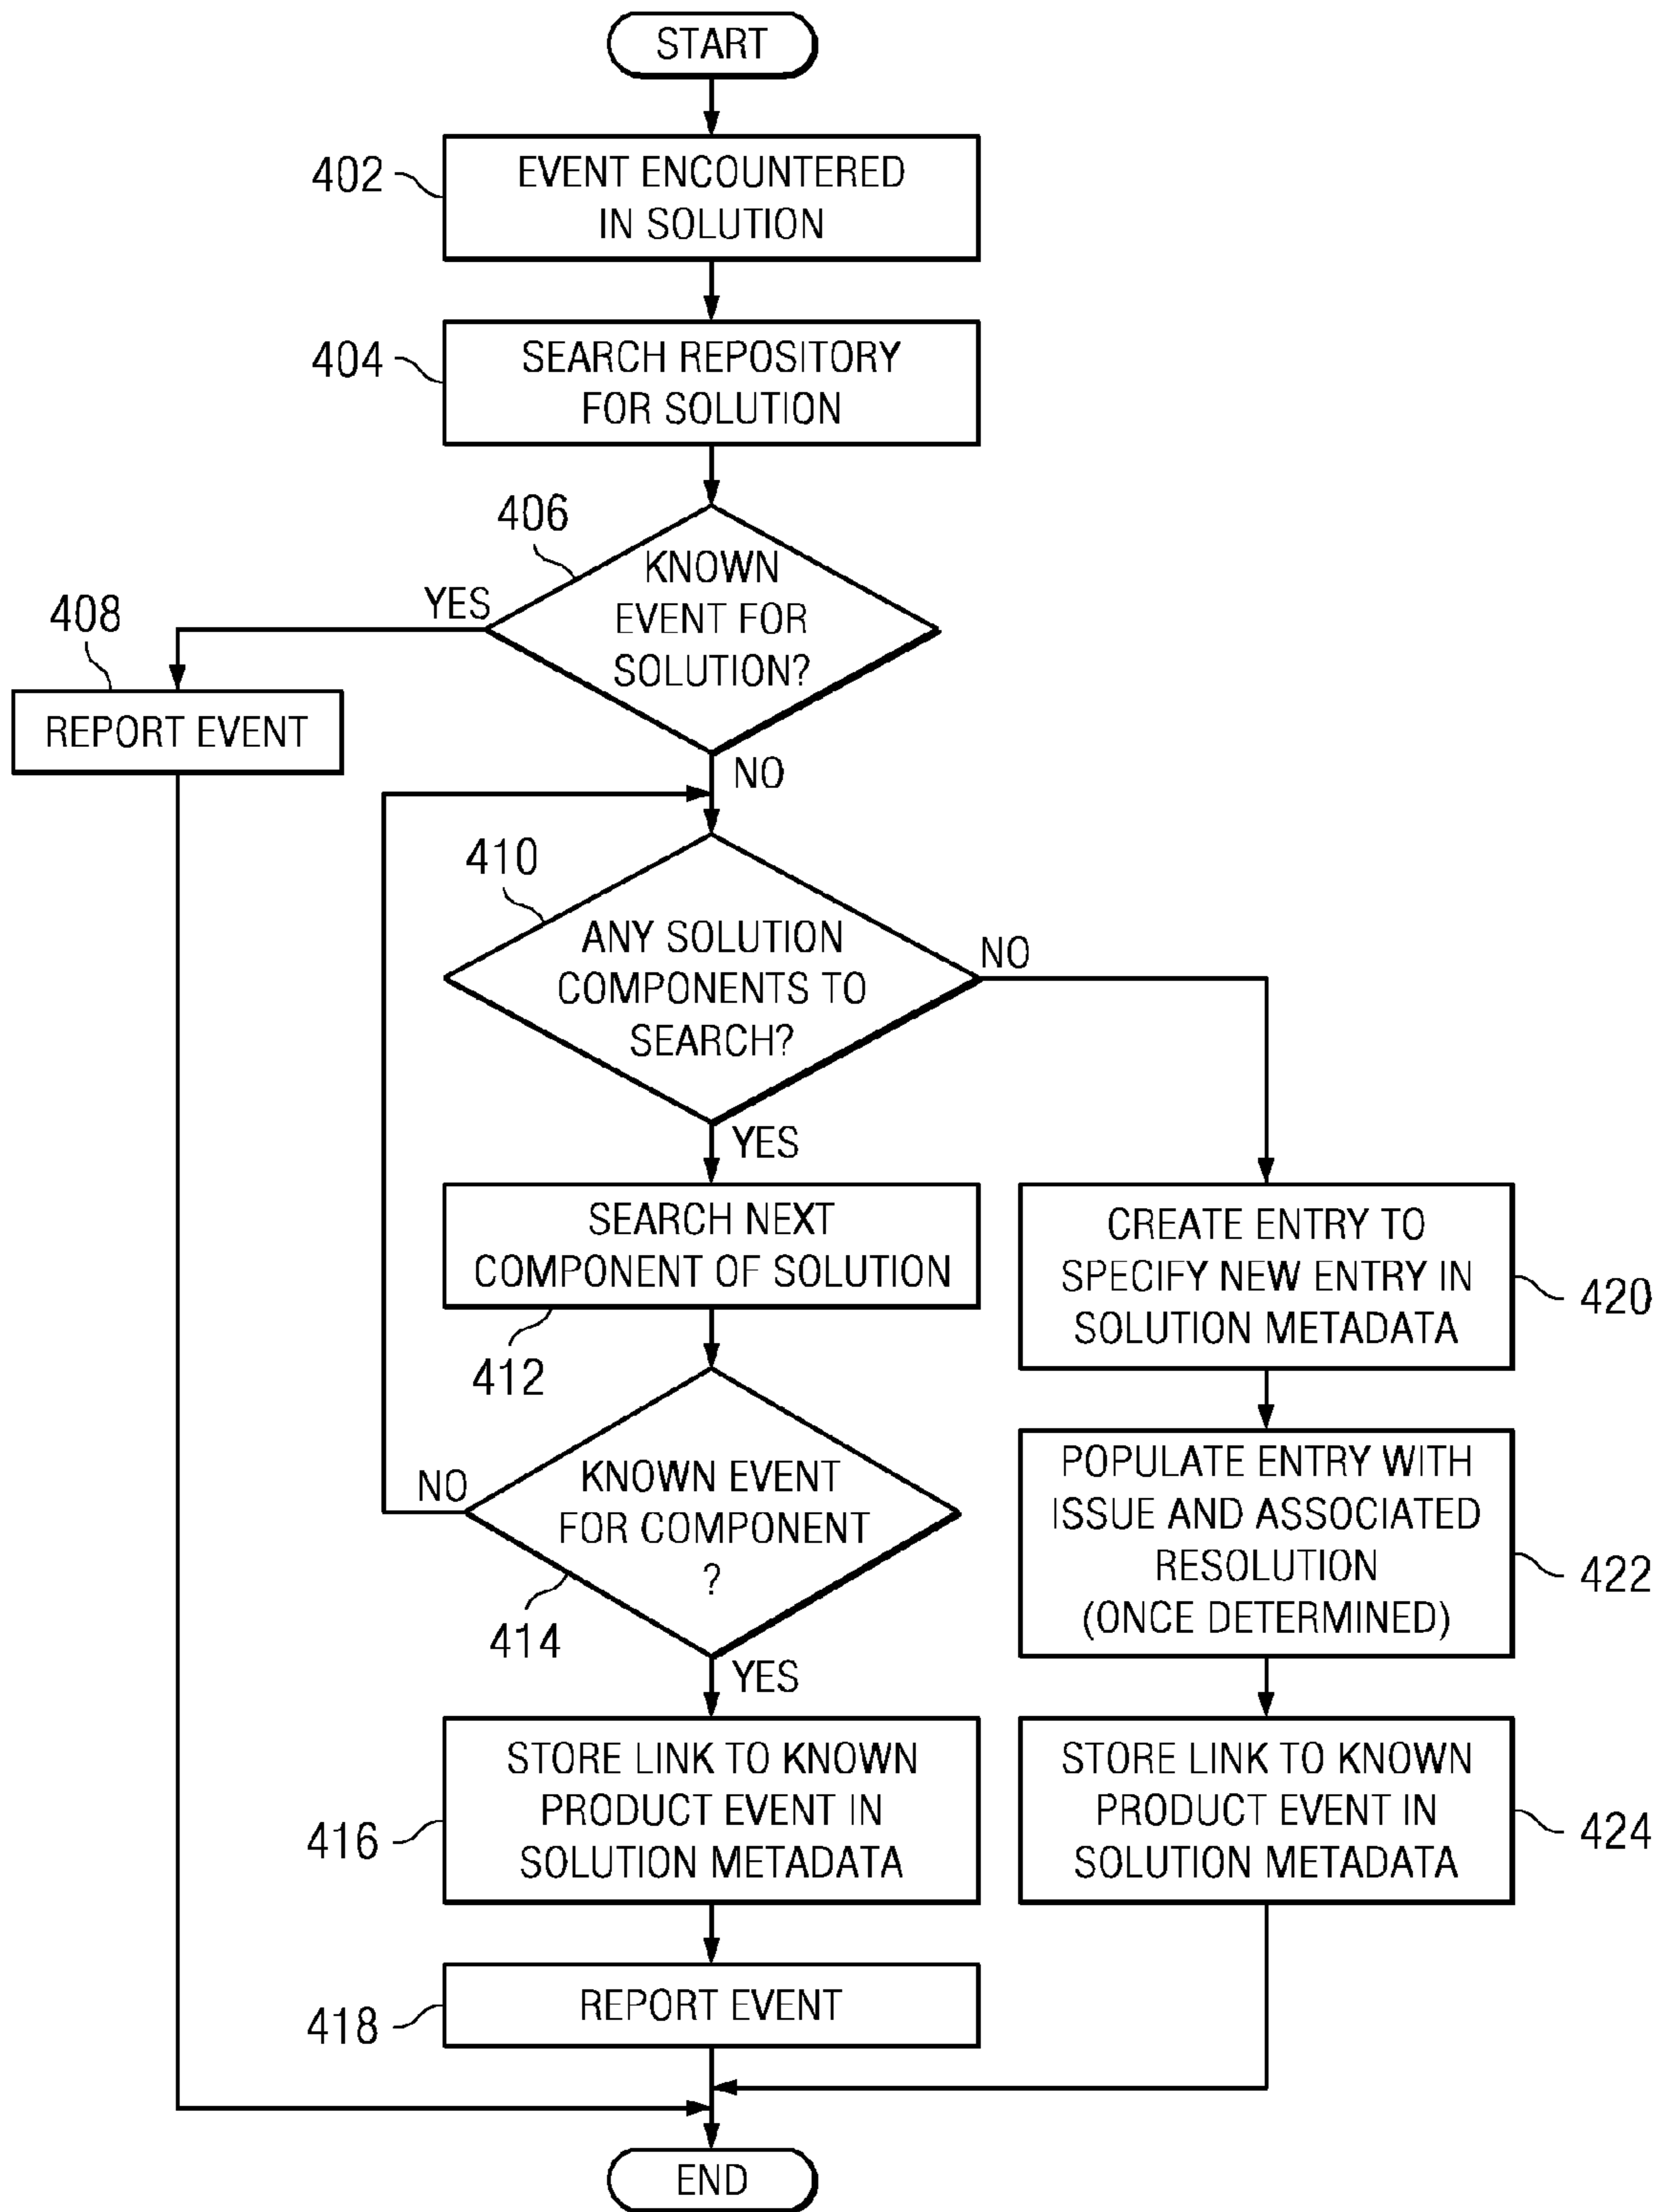 START
402
EVENT ENCOUNTERED
IN SOLUTION
404
SEARCH REPOSITORY
FOR SOLUTION
406
KNOWN
EVENT FOR
SOLUTION?
YES
408
REPORT EVENT
NO
410
ANY SOLUTION
COMPONENTS TO
SEARCH?
NO
YES
SEARCH NEXT
COMPONENT OF SOLUTION
412
CREATE ENTRY TO
SPECIFY NEW ENTRY IN
SOLUTION METADATA
420
KNOWN EVENT
FOR COMPONENT
?
NO
414
YES
POPULATE ENTRY WITH
ISSUE AND ASSOCIATED
RESOLUTION
(ONCE DETERMINED)
422
STORE LINK TO KNOWN
PRODUCT EVENT IN
SOLUTION METADATA
416
STORE LINK TO KNOWN
PRODUCT EVENT IN
SOLUTION METADATA
424
REPORT EVENT
418
END